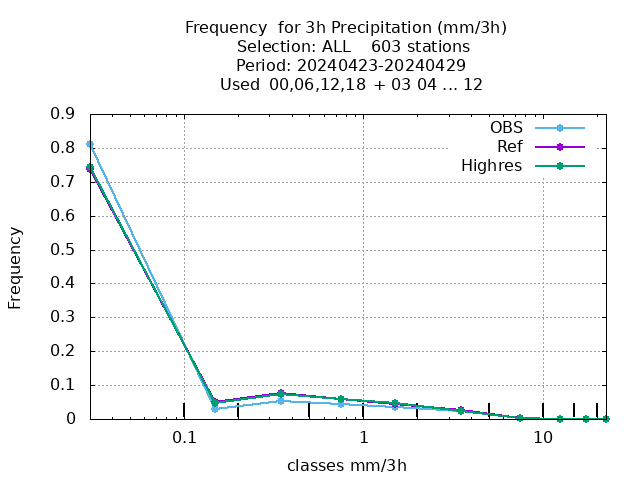 Frequency  for 3h Precipitation (mm/3h)
Selection: ALL    603 stations
Period: 20240423-20240429
Used 00,06,12,18 + 03 04 ... 12
OBS
Ref
Highres
0.9
0.8
0.7
0.6
0.5
0.4
0.3
0.2
0.1
0
Frequency
0.1
1
10
classes mm/3h